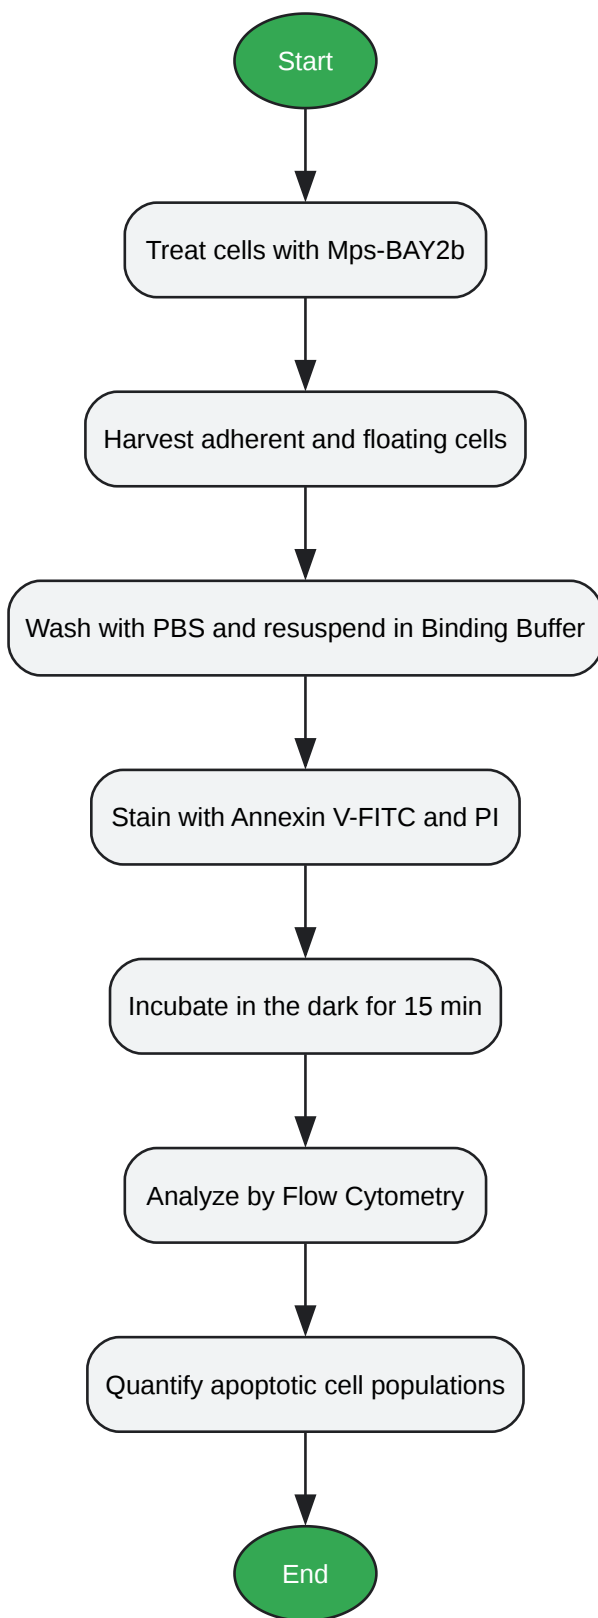 Start
Treat cells with Mps-BAY2b
Harvest adherent and floating cells
Wash with PBS and resuspend in Binding Buffer
Stain with Annexin V-FITC and PI
Incubate in the dark for 15 min
Analyze by Flow Cytometry
Quantify apoptotic cell populations
End